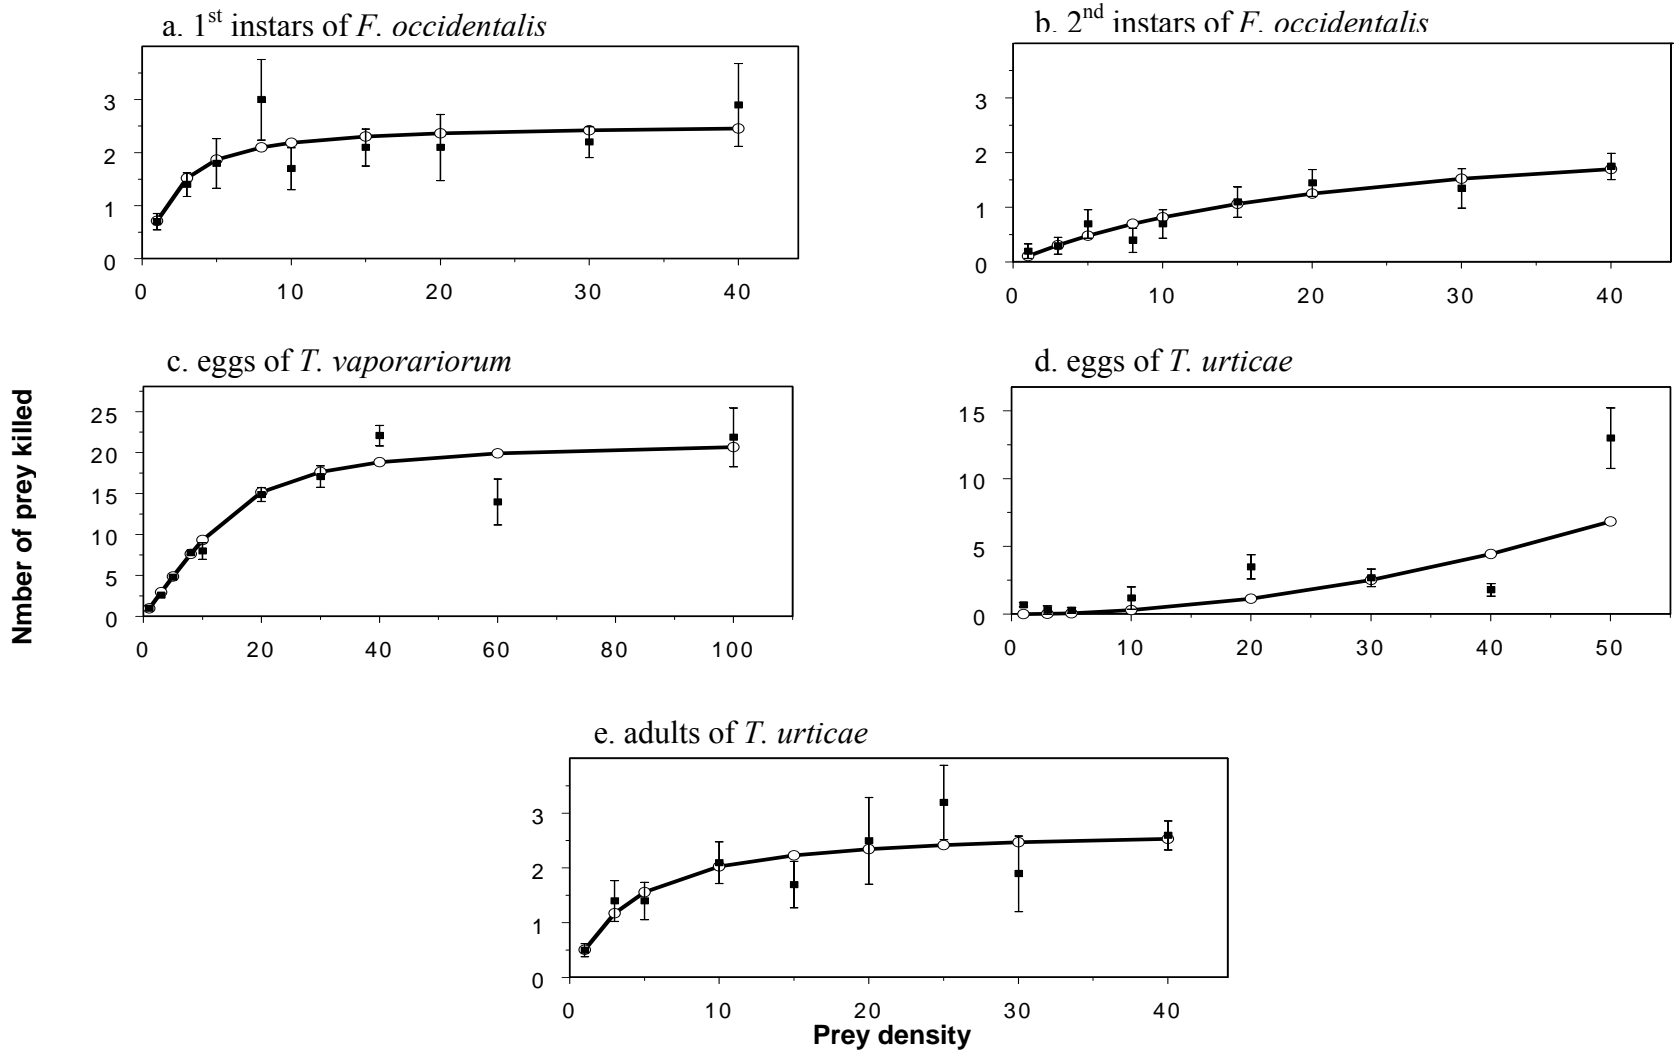 a. 1st instars of F. occidentalis
3
2
1
0
0 10 20 30 40
b. 2nd instars of F. occidentalis
3
2
1
0
0 10 20 30 40
Nmber of prey killed
c. eggs of T. vaporariorum
25
20
15
10
5
0
0 20 40 60 80 100
d. eggs of T. urticae
15
10
5
0
0 10 20 30 40 50
e. adults of T. urticae
3
2
1
0
0 10 20 30 40
Prey density